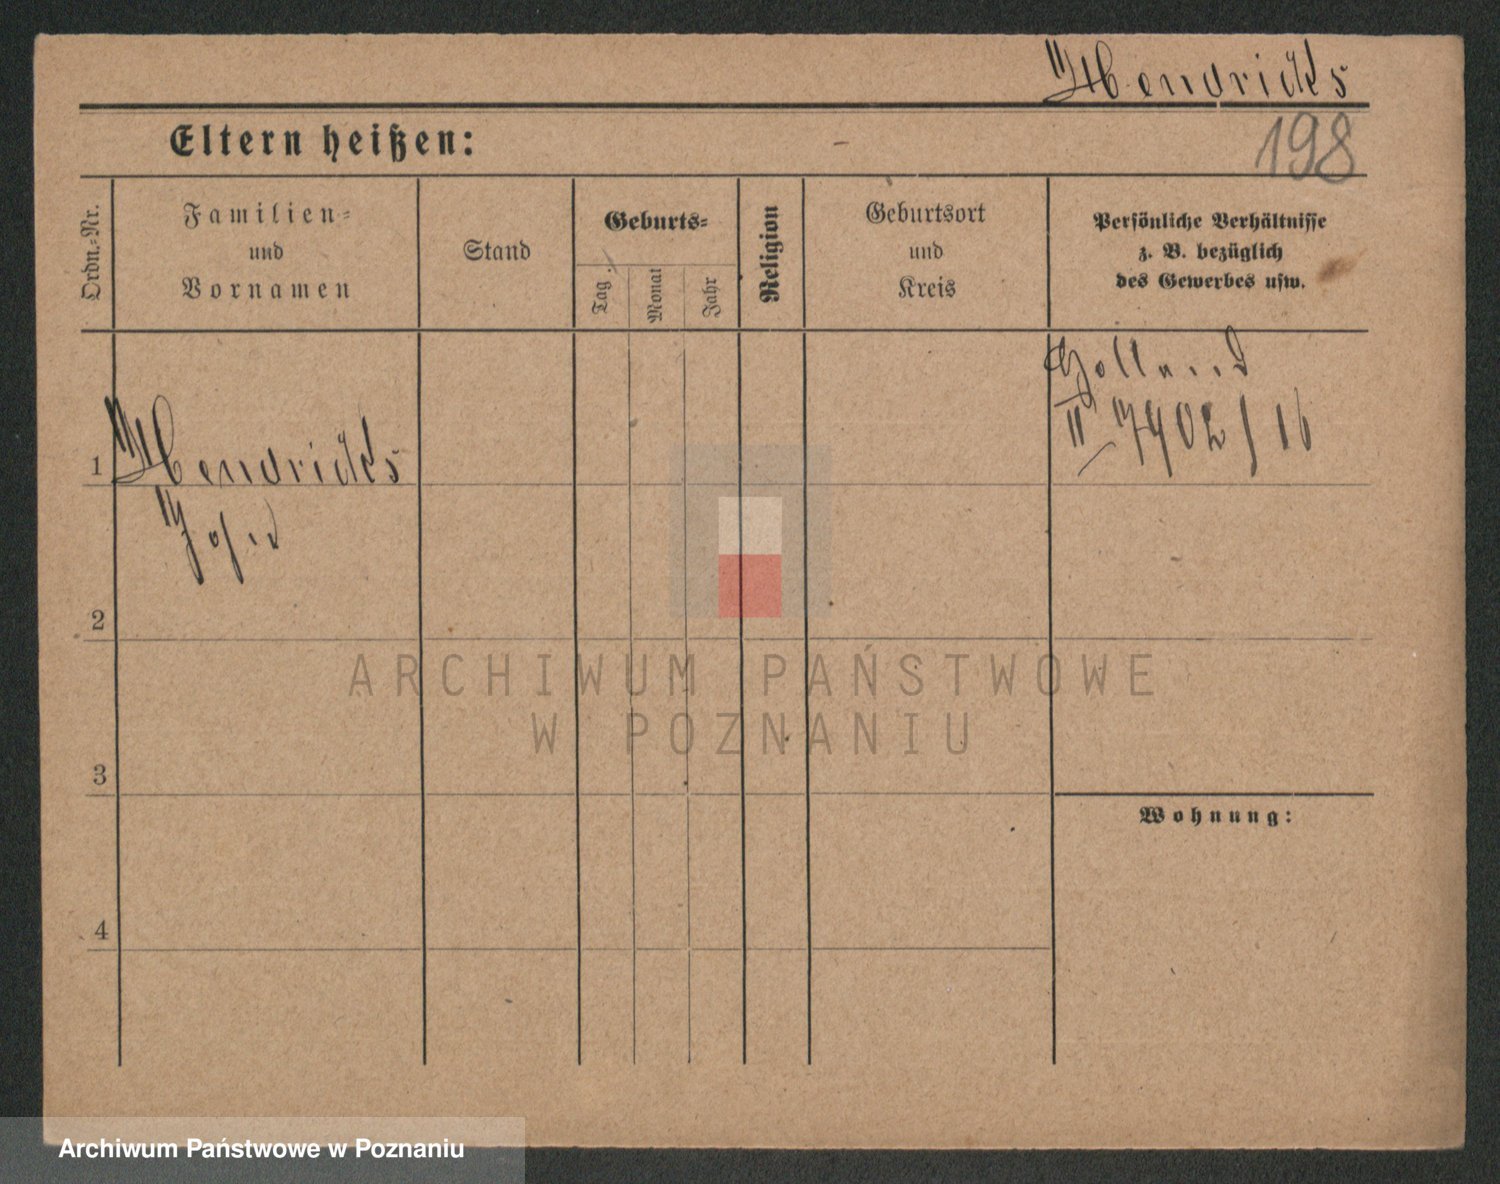 Hendricks
Eltern heißen:
198
Ordn.=Nr.
Familien=
und
Vornamen
Stand
Geburts=
Tag
Monat
Jahr
Religion
Geburtsort
und
Kreis
Persönliche Verhältnisse
z. B. bezüglich
des Gewerbes usw.
Holland
II 7902/16
1
Hendricks
2
3
4
Wohnung:
ARCHIWUM PAŃSTWOWE
W POZNANIU
Archiwum Państwowe w Poznaniu